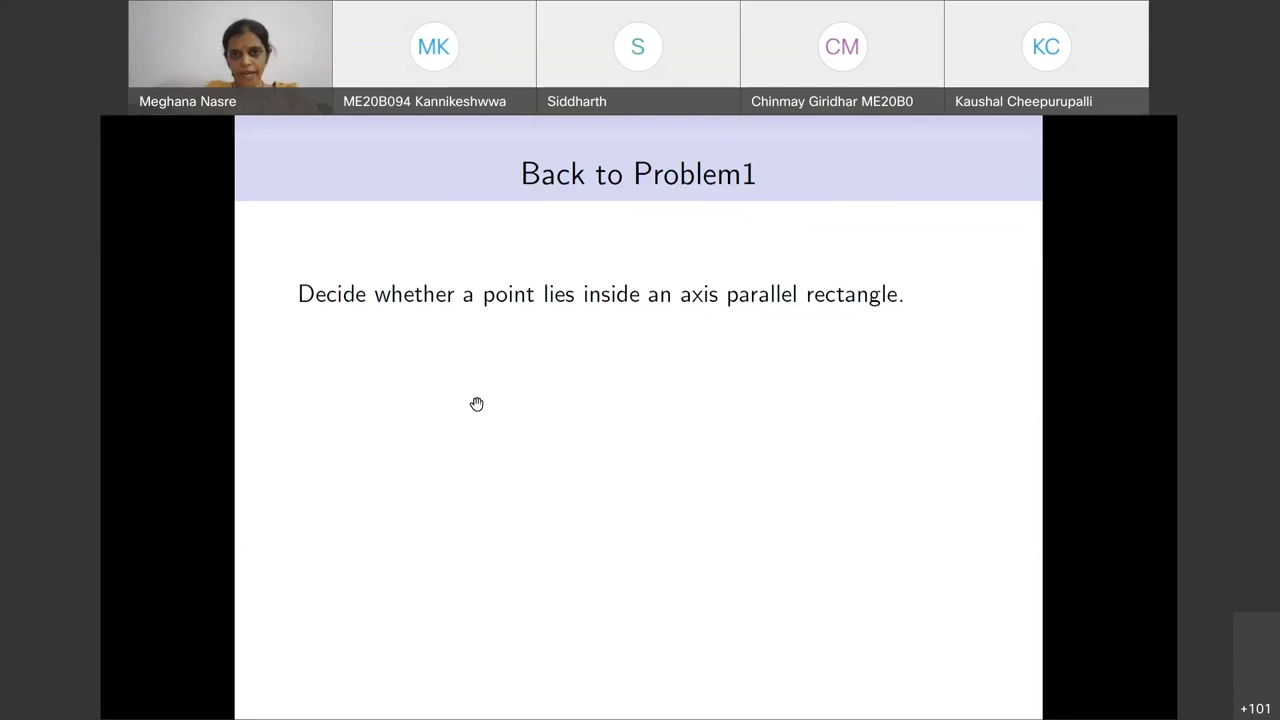 MK
S
CM
KC
Meghana Nasre
ME20B094 Kannikeshwwa
Siddharth
Chinmay Giridhar ME20B0
Kaushal Cheepurupalli
Back to Problem1
Decide whether a point lies inside an axis parallel rectangle.
+101